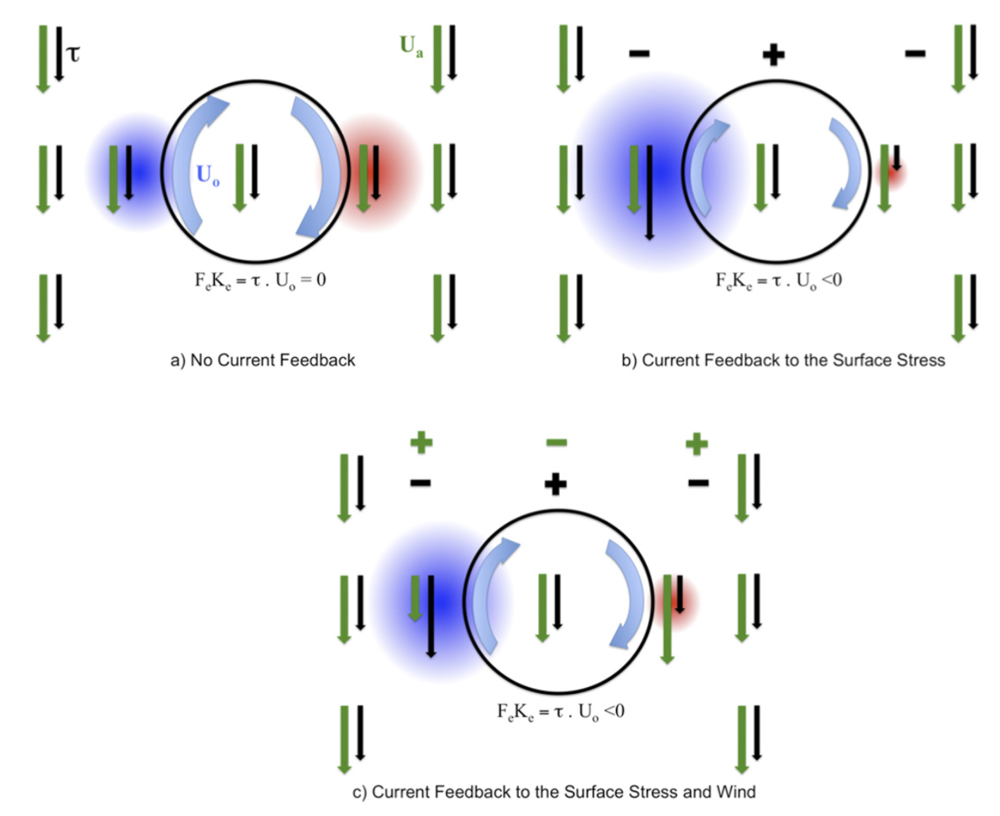 τ
Uₐ
Uₒ
− + −
FₑKₑ = τ . Uₒ = 0
FₑKₑ = τ . Uₒ <0
a) No Current Feedback
b) Current Feedback to the Surface Stress
+ − +
− + −
FₑKₑ = τ . Uₒ <0
c) Current Feedback to the Surface Stress and Wind